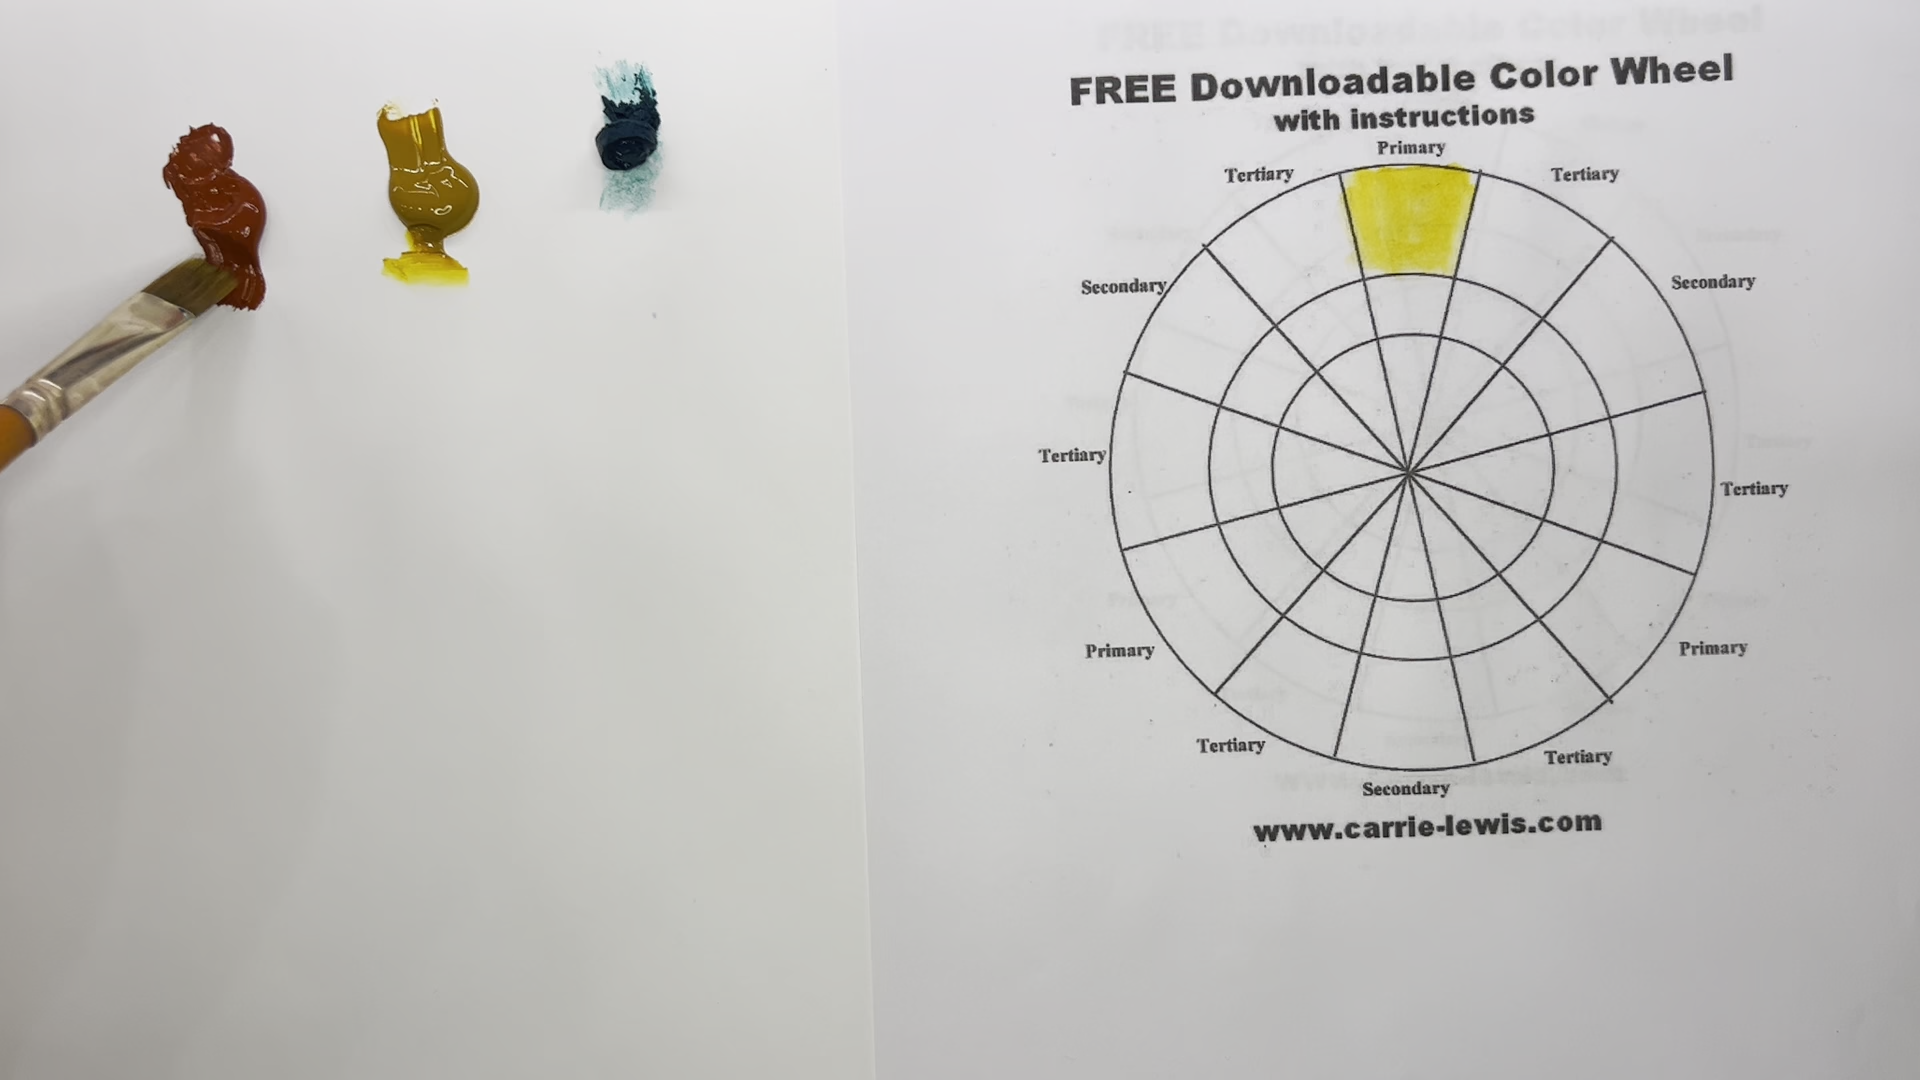 FREE Downloadable Color Wheel
with instructions
Primary
Tertiary
Tertiary
Secondary
Secondary
Tertiary
Tertiary
Primary
Primary
Tertiary
Tertiary
Secondary
www.carrie-lewis.com